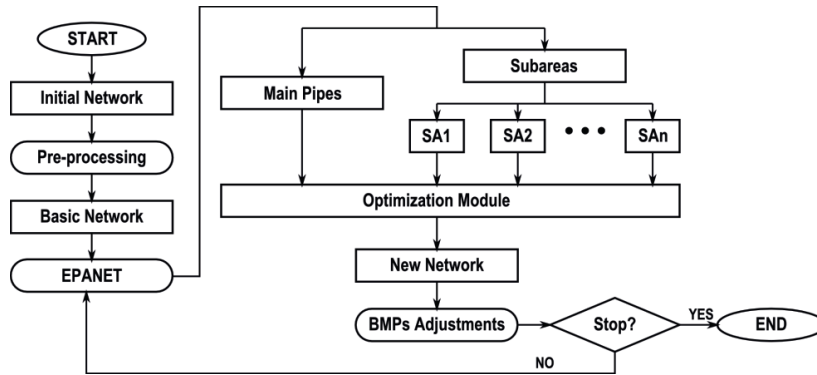 START
Initial Network
Pre-processing
Basic Network
EPANET
Main Pipes
Subareas
SA1
SA2
• • •
SAn
Optimization Module
New Network
BMPs Adjustments
Stop?
YES
END
NO